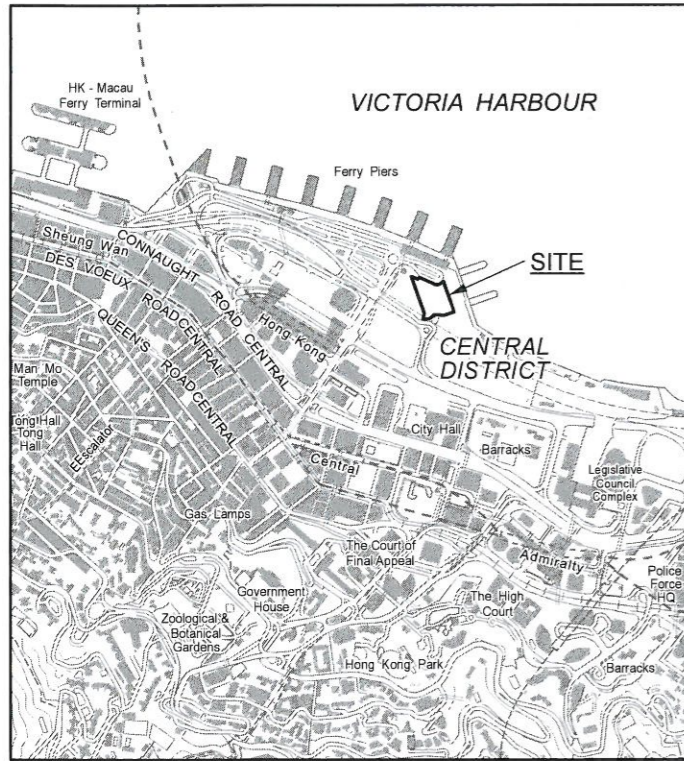 VICTORIA HARBOUR
HK - Macau
Ferry Terminal
Ferry Piers
SITE
Sheung Wan
CONNAUGHT ROAD CENTRAL
DES VOEUX ROAD CENTRAL
QUEEN'S ROAD CENTRAL
Hong Kong
CENTRAL
DISTRICT
Man Mo
Temple
Tong Hall
Tong
Hall
EEscalator
City Hall
Barracks
Central
Legislative
Council
Complex
Gas Lamps
The Court of
Final Appeal
Admiralty
Government
House
Police
Force
HQ
The High
Court
Zoological &
Botanical
Gardens
Hong Kong Park
Barracks